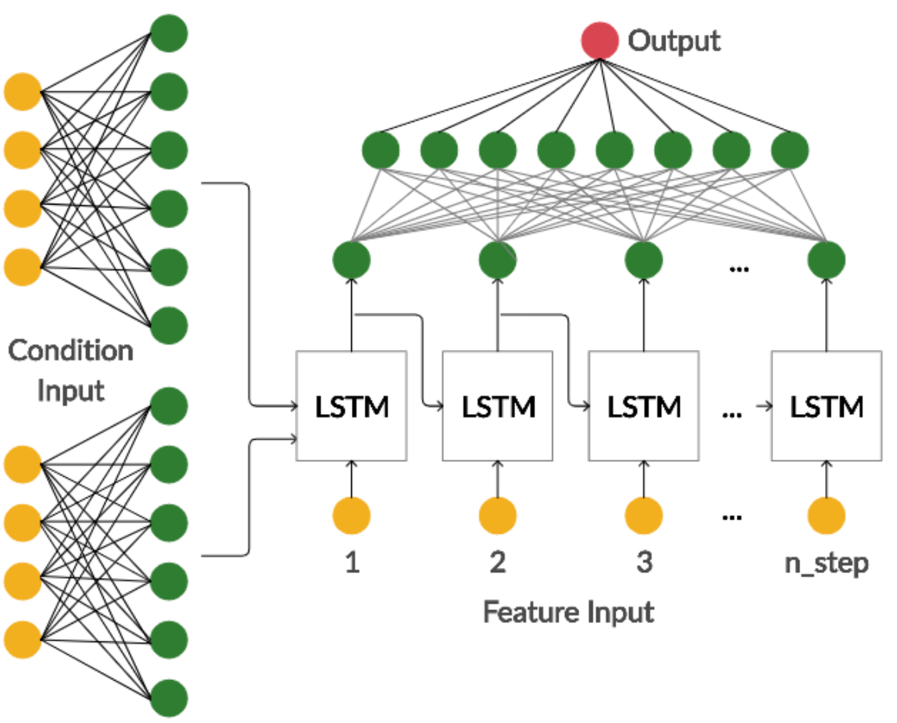 Output
...
Condition
Input
LSTM
LSTM
LSTM
...
LSTM
...
1
2
3
n_step
Feature Input